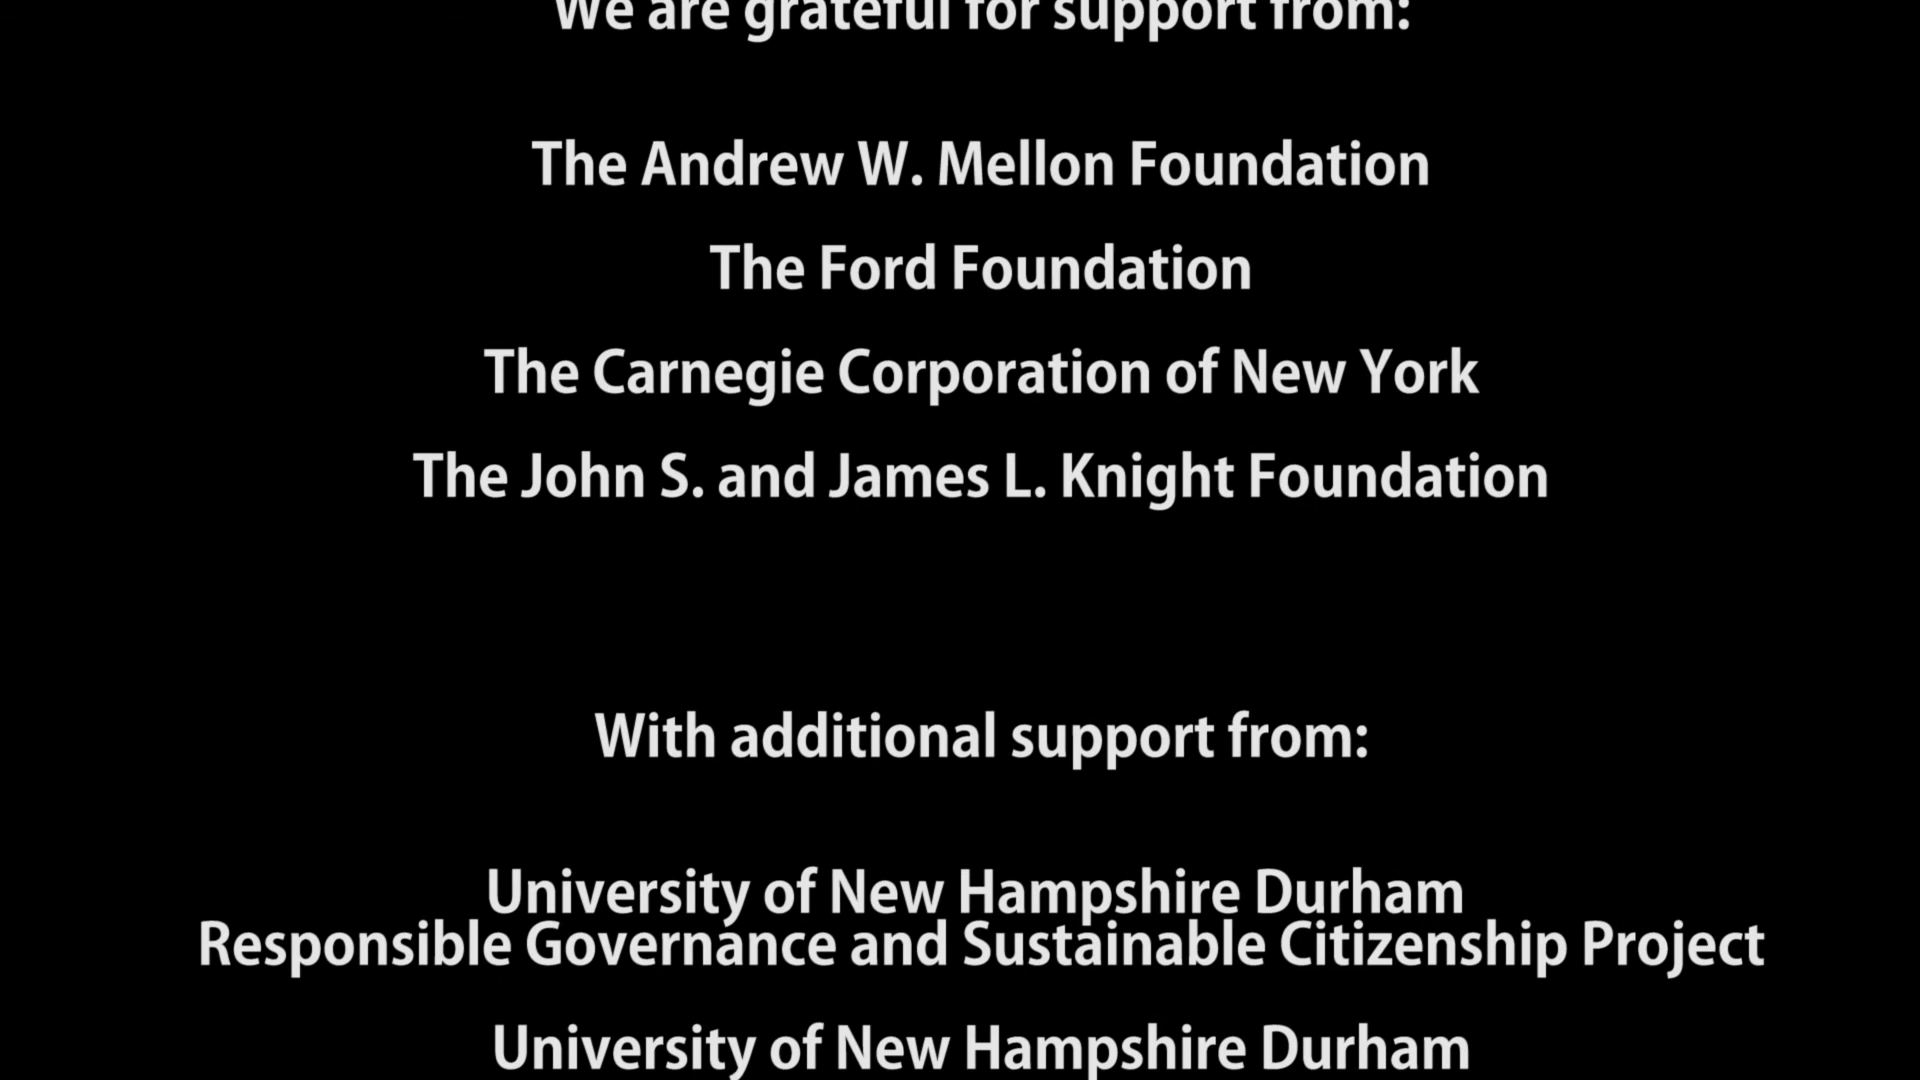 We are grateful for support from:
The Andrew W. Mellon Foundation
The Ford Foundation
The Carnegie Corporation of New York
The John S. and James L. Knight Foundation
With additional support from:
University of New Hampshire Durham
Responsible Governance and Sustainable Citizenship Project
University of New Hampshire Durham